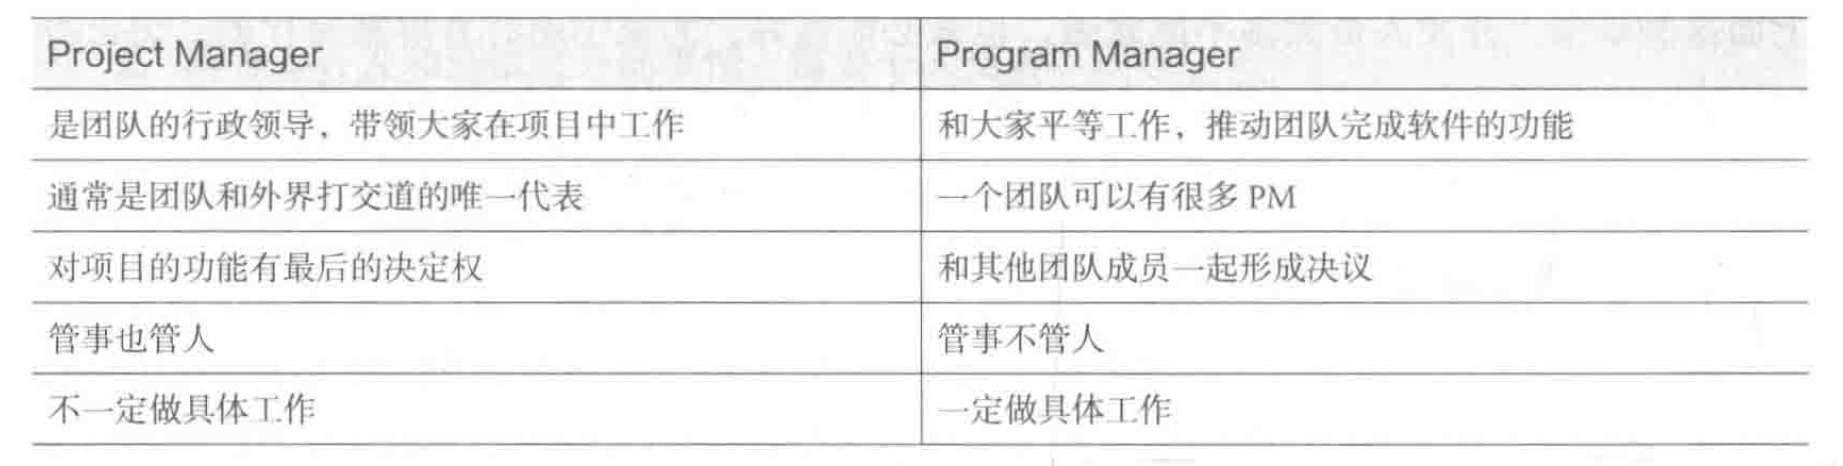 Project Manager
Program Manager
是团队的行政领导，带领大家在项目中工作
和大家平等工作，推动团队完成软件的功能
通常是团队和外界打交道的唯一代表
一个团队可以有很多 PM
对项目的功能有最后的决定权
和其他团队成员一起形成决议
管事也管人
管事不管人
不一定做具体工作
一定做具体工作